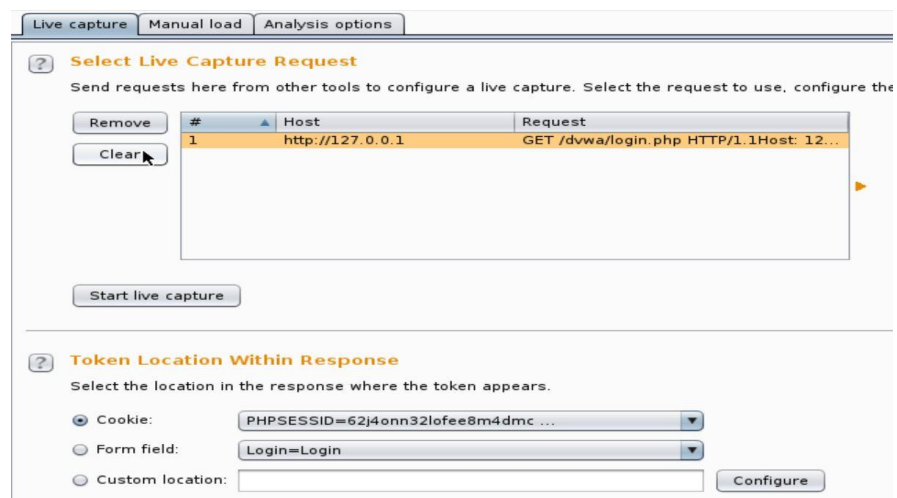 Live capture Manual load Analysis options
? Select Live Capture Request
Send requests here from other tools to configure a live capture. Select the request to use, configure the
Remove # Host Request
1 http://127.0.0.1 GET /dvwa/login.php HTTP/1.1Host: 12...
Clear
Start live capture
? Token Location Within Response
Select the location in the response where the token appears.
Cookie: PHPSESSID=62j4onn32lofee8m4dmc ...
Form field: Login=Login
Custom location: Configure